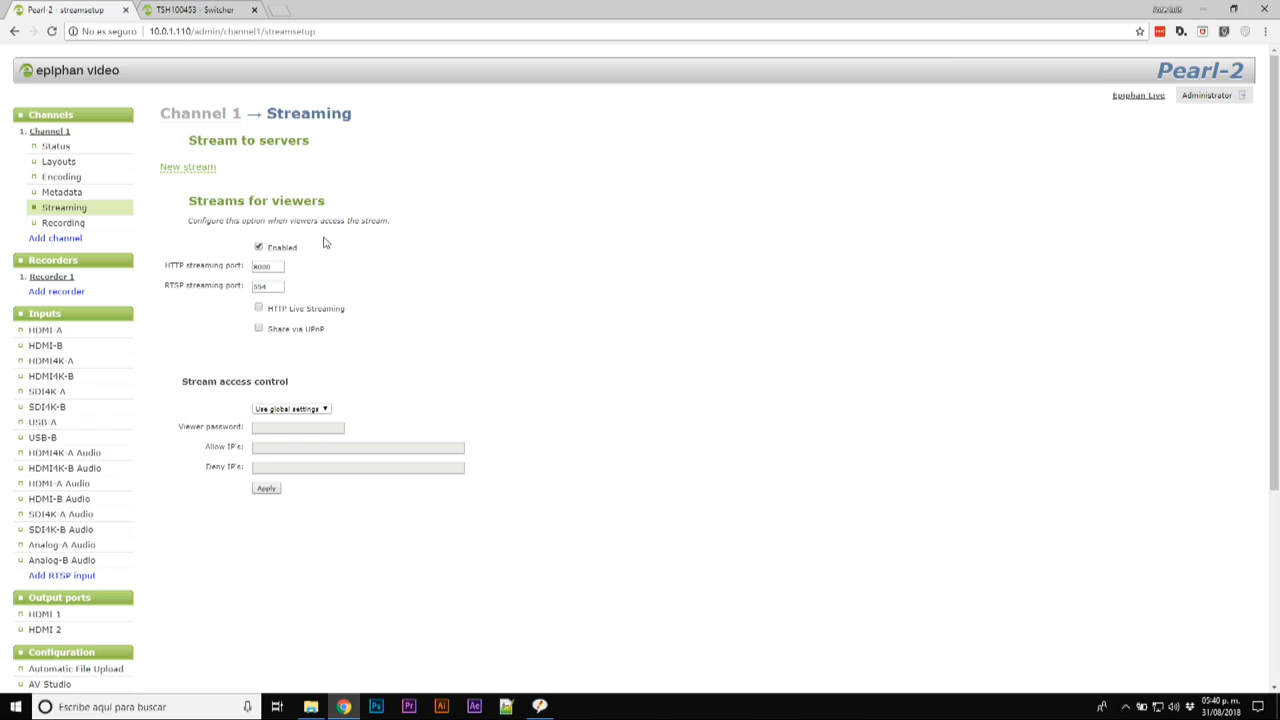 Pearl-2 - streamsetup
TSH100453 - Switcher
No es seguro
10.0.1.110/admin/channel1/streamsetup
epiphan video
Pearl-2
Epiphan Live
Administrator
Channels
1. Channel 1
Status
Layouts
Encoding
Metadata
Streaming
Recording
Add channel
Recorders
1. Recorder 1
Add recorder
Inputs
HDMI-A
HDMI-B
HDMI4K-A
HDMI4K-B
SDI4K-A
SDI4K-B
USB-A
USB-B
HDMI4K-A Audio
HDMI4K-B Audio
HDMI-A Audio
HDMI-B Audio
SDI4K-A Audio
SDI4K-B Audio
Analog-A Audio
Analog-B Audio
Add RTSP input
Output ports
HDMI 1
HDMI 2
Configuration
Automatic File Upload
AV Studio
Channel 1 → Streaming
Stream to servers
New stream
Streams for viewers
Configure this option when viewers access the stream.
Enabled
HTTP streaming port: 8000
RTSP streaming port: 554
HTTP Live Streaming
Share via UPnP
Stream access control
Use global settings
Viewer password:
Allow IP's:
Deny IP's:
Apply
Escribe aquí para buscar
Ps
Pr
Ai
Ae
05:40 p. m.
31/08/2018